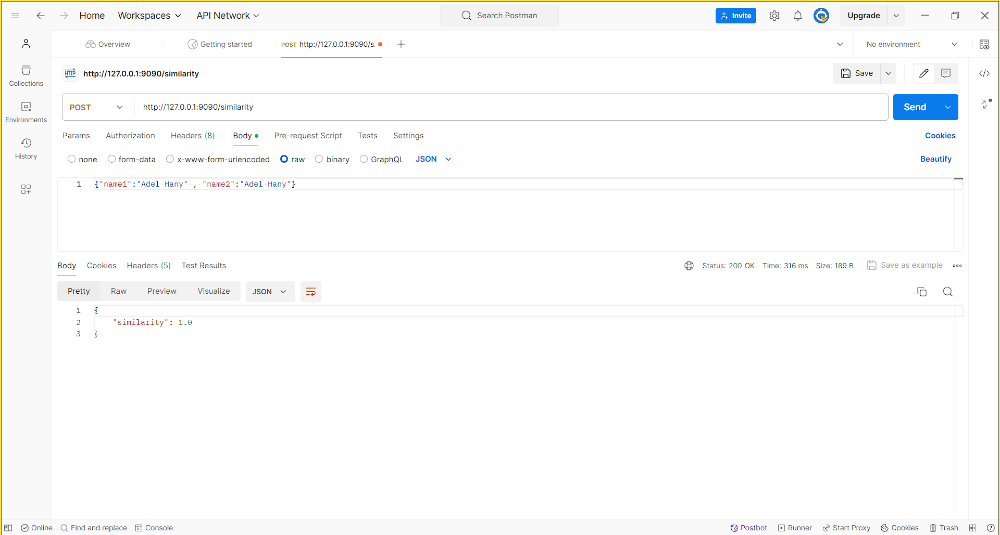 Home Workspaces API Network Search Postman Invite Upgrade
Overview Getting started POST http://127.0.0.1:9090/s No environment
HTTP http://127.0.0.1:9090/similarity Save
Collections
POST http://127.0.0.1:9090/similarity Send
Environments
Params Authorization Headers (8) Body Pre-request Script Tests Settings Cookies
History
none form-data x-www-form-urlencoded raw binary GraphQL JSON Beautify
1 {"name1":"Adel Hany" , "name2":"Adel Hany"}
Body Cookies Headers (5) Test Results Status: 200 OK Time: 316 ms Size: 189 B Save as example
Pretty Raw Preview Visualize JSON
1 {
2 "similarity": 1.0
3 }
Online Find and replace Console Postbot Runner Start Proxy Cookies Trash